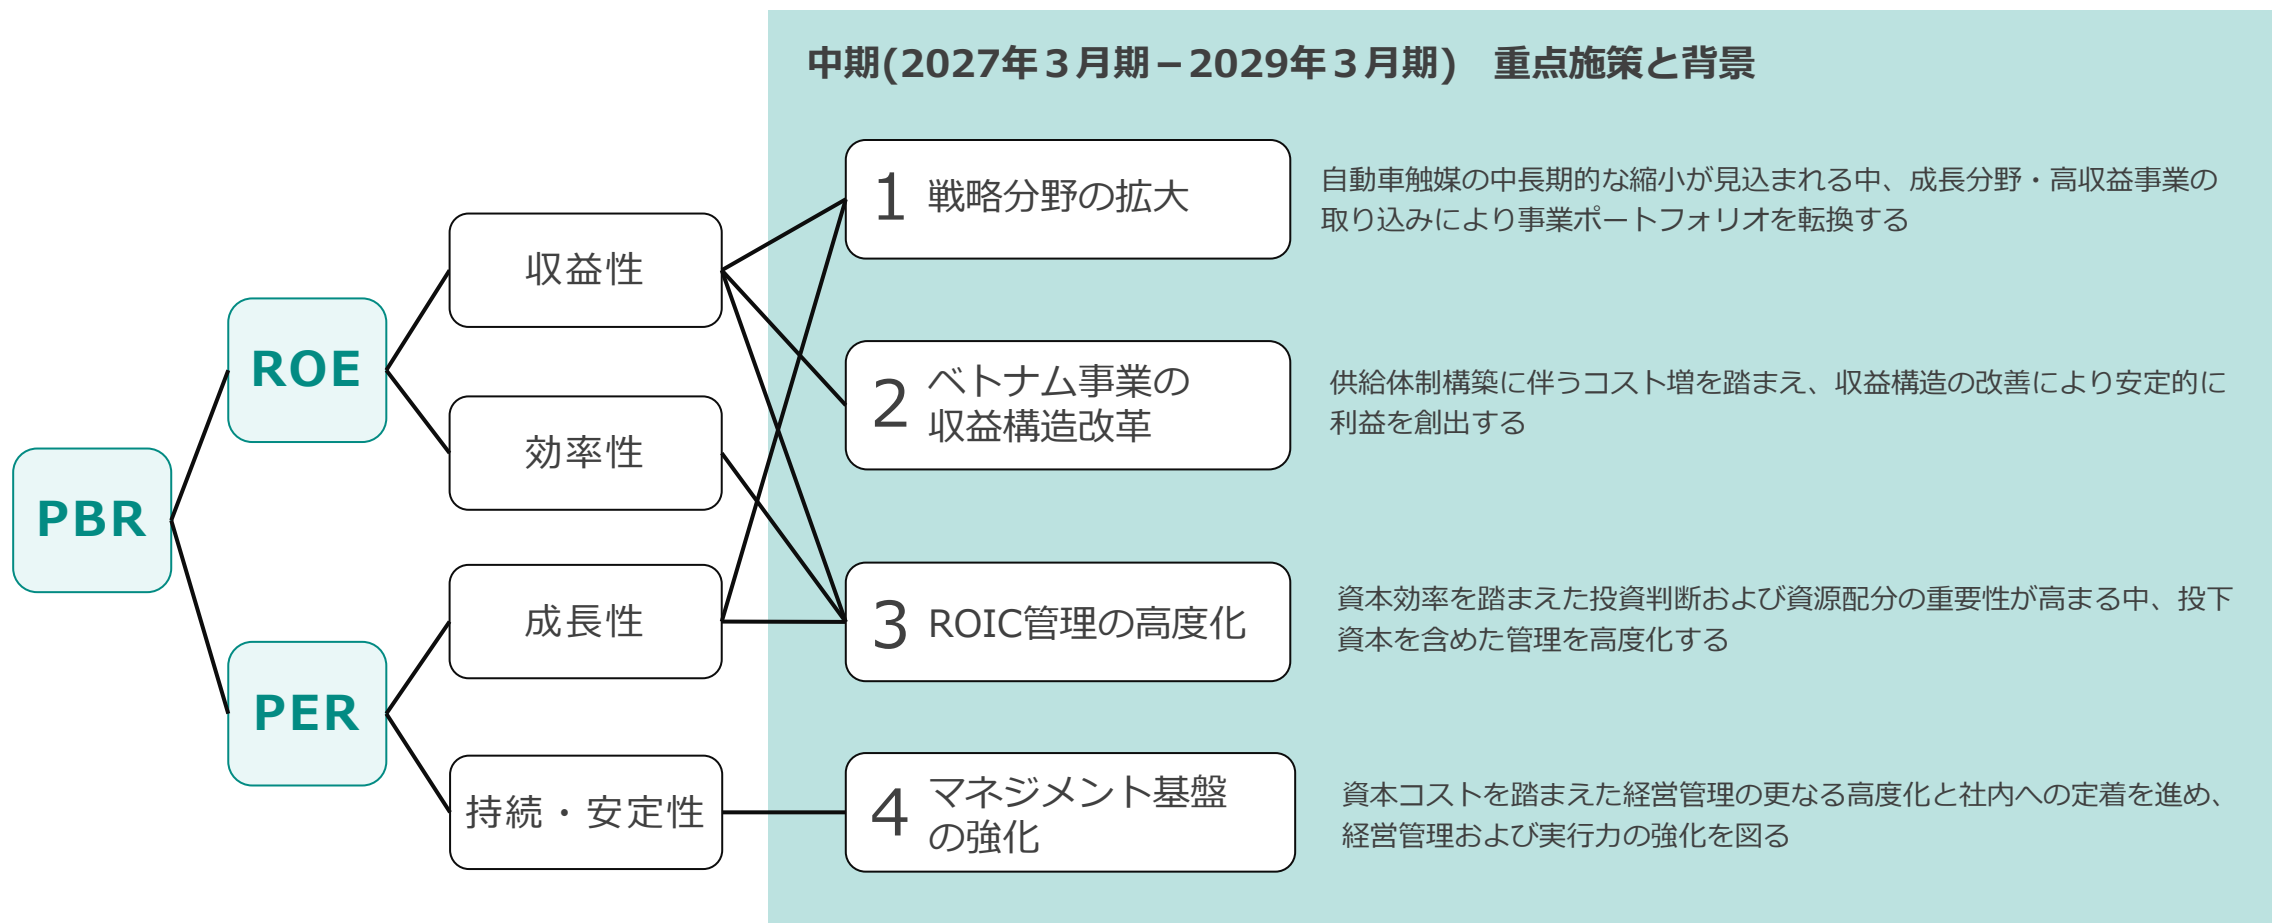 中期(2027年３月期－2029年３月期)　重点施策と背景
PBR
ROE
PER
収益性
効率性
成長性
持続・安定性
1 戦略分野の拡大
自動車触媒の中長期的な縮小が見込まれる中、成長分野・高収益事業の
取り込みにより事業ポートフォリオを転換する
2 ベトナム事業の
収益構造改革
供給体制構築に伴うコスト増を踏まえ、収益構造の改善により安定的に
利益を創出する
3 ROIC管理の高度化
資本効率を踏まえた投資判断および資源配分の重要性が高まる中、投下
資本を含めた管理を高度化する
4 マネジメント基盤
の強化
資本コストを踏まえた経営管理の更なる高度化と社内への定着を進め、
経営管理および実行力の強化を図る